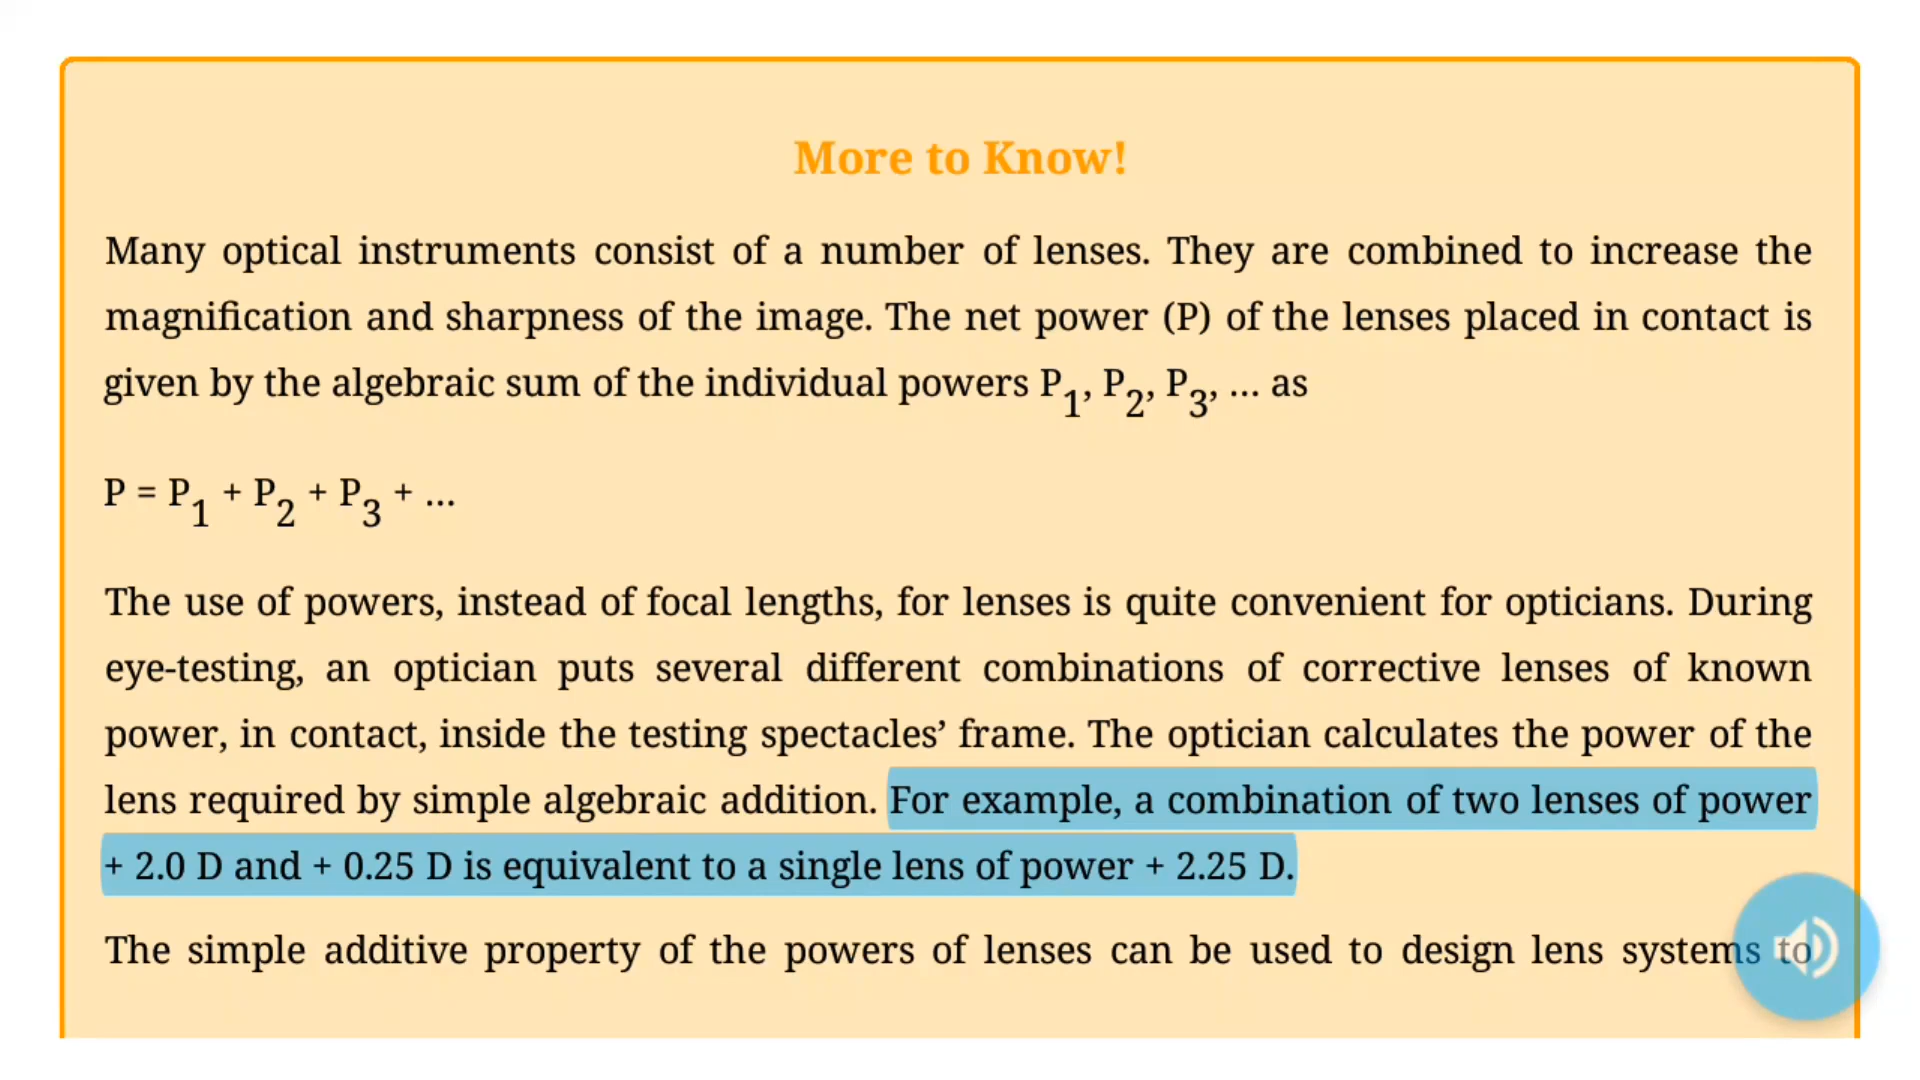 More to Know!
Many optical instruments consist of a number of lenses. They are combined to increase the
magnification and sharpness of the image. The net power (P) of the lenses placed in contact is
given by the algebraic sum of the individual powers P₁, P₂, P₃, … as
P = P₁ + P₂ + P₃ + …
The use of powers, instead of focal lengths, for lenses is quite convenient for opticians. During
eye-testing, an optician puts several different combinations of corrective lenses of known
power, in contact, inside the testing spectacles’ frame. The optician calculates the power of the
lens required by simple algebraic addition. For example, a combination of two lenses of power
+ 2.0 D and + 0.25 D is equivalent to a single lens of power + 2.25 D.
The simple additive property of the powers of lenses can be used to design lens systems to